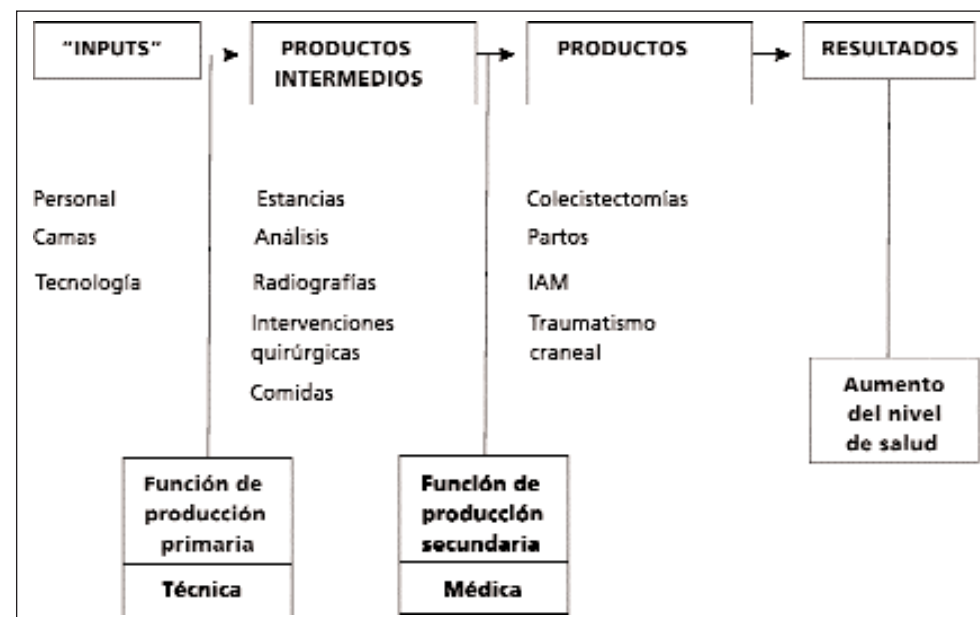 “INPUTS”
PRODUCTOS
INTERMEDIOS
PRODUCTOS
RESULTADOS
Personal
Camas
Tecnología
Estancias
Análisis
Radiografías
Intervenciones
quirúrgicas
Comidas
Colecistectomías
Partos
IAM
Traumatismo
craneal
Aumento
del nivel
de salud
Función de
producción
primaria
Técnica
Función de
producción
secundaria
Médica